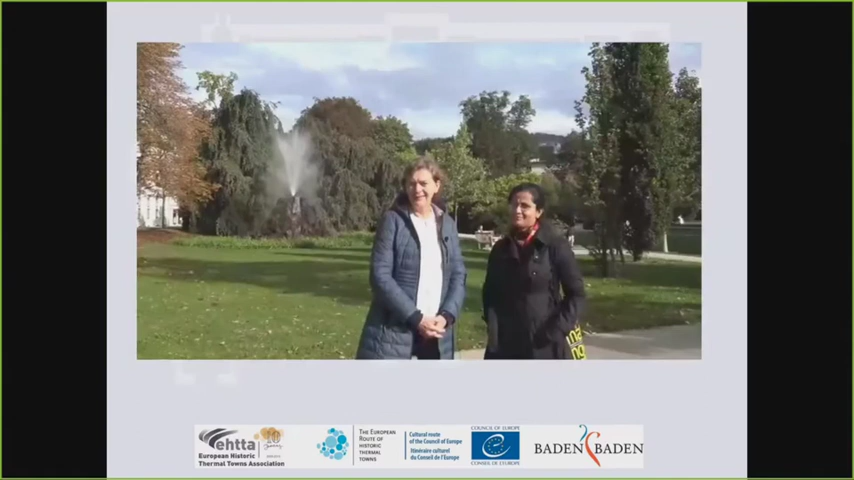 ehtta
European Historic
Thermal Towns Association
THE EUROPEAN
ROUTE OF
HISTORIC
THERMAL
TOWNS
Cultural route
of the Council of Europe
Itinéraire culturel
du Conseil de l'Europe
COUNCIL OF EUROPE
CONSEIL DE L'EUROPE
BADEN BADEN